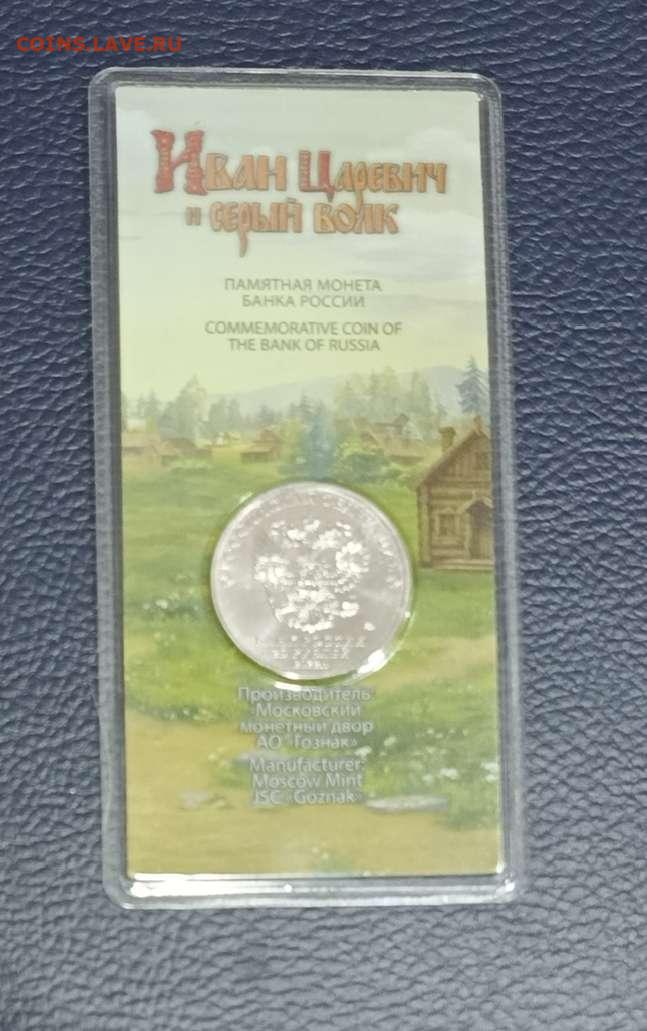 COINS.LAVE.RU
Иван Царевич
и серый волк
ПАМЯТНАЯ МОНЕТА
БАНКА РОССИИ
COMMEMORATIVE COIN OF
THE BANK OF RUSSIA
Производитель:
Московский
монетный двор
АО «Гознак»
Manufacturer:
Moscow Mint
JSC «Goznak»